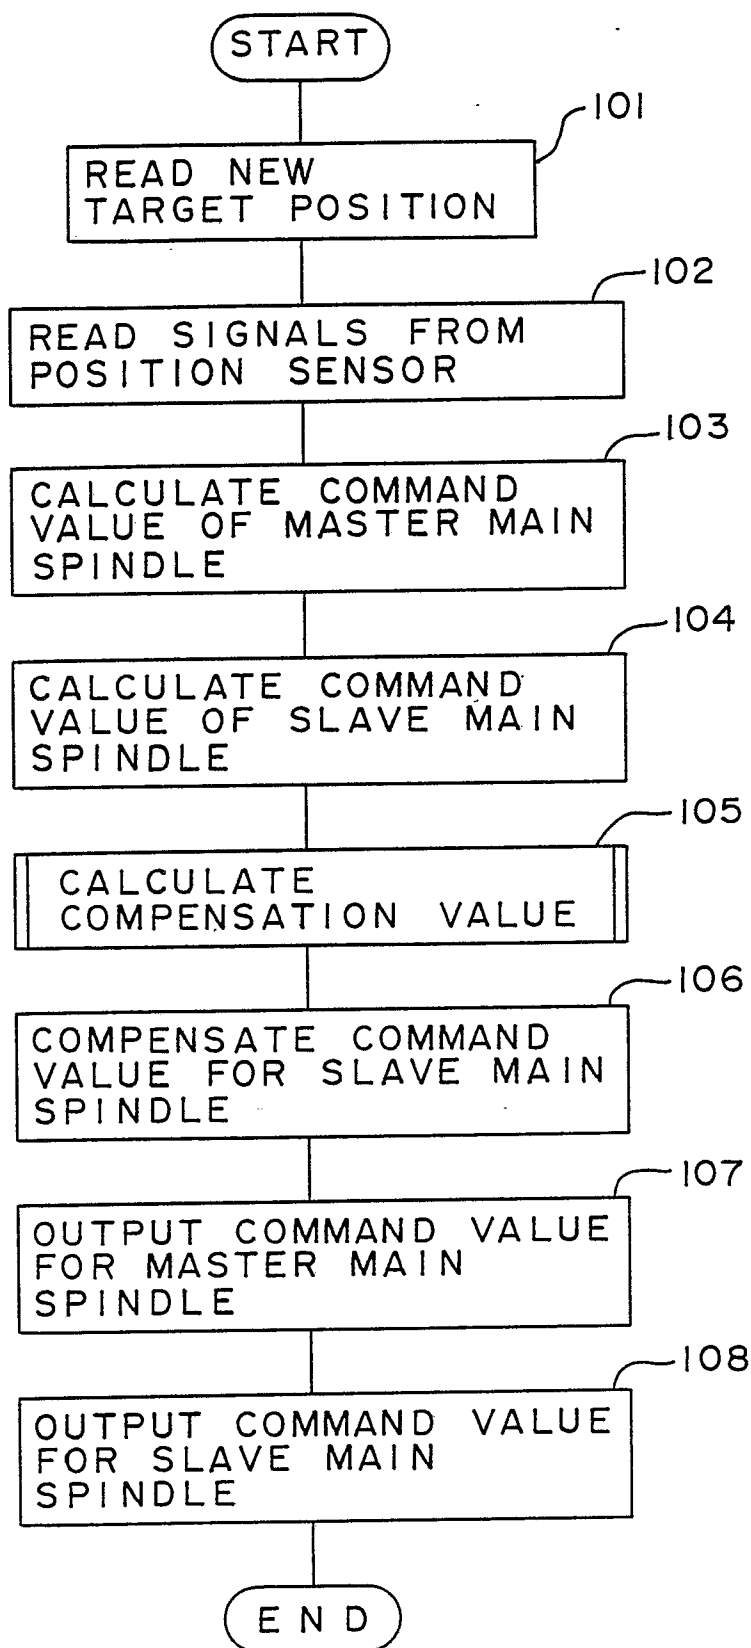 START
101
READ NEW
TARGET POSITION
102
READ SIGNALS FROM
POSITION SENSOR
103
CALCULATE COMMAND
VALUE OF MASTER MAIN
SPINDLE
104
CALCULATE COMMAND
VALUE OF SLAVE MAIN
SPINDLE
105
CALCULATE
COMPENSATION VALUE
106
COMPENSATE COMMAND
VALUE FOR SLAVE MAIN
SPINDLE
107
OUTPUT COMMAND VALUE
FOR MASTER MAIN
SPINDLE
108
OUTPUT COMMAND VALUE
FOR SLAVE MAIN
SPINDLE
END